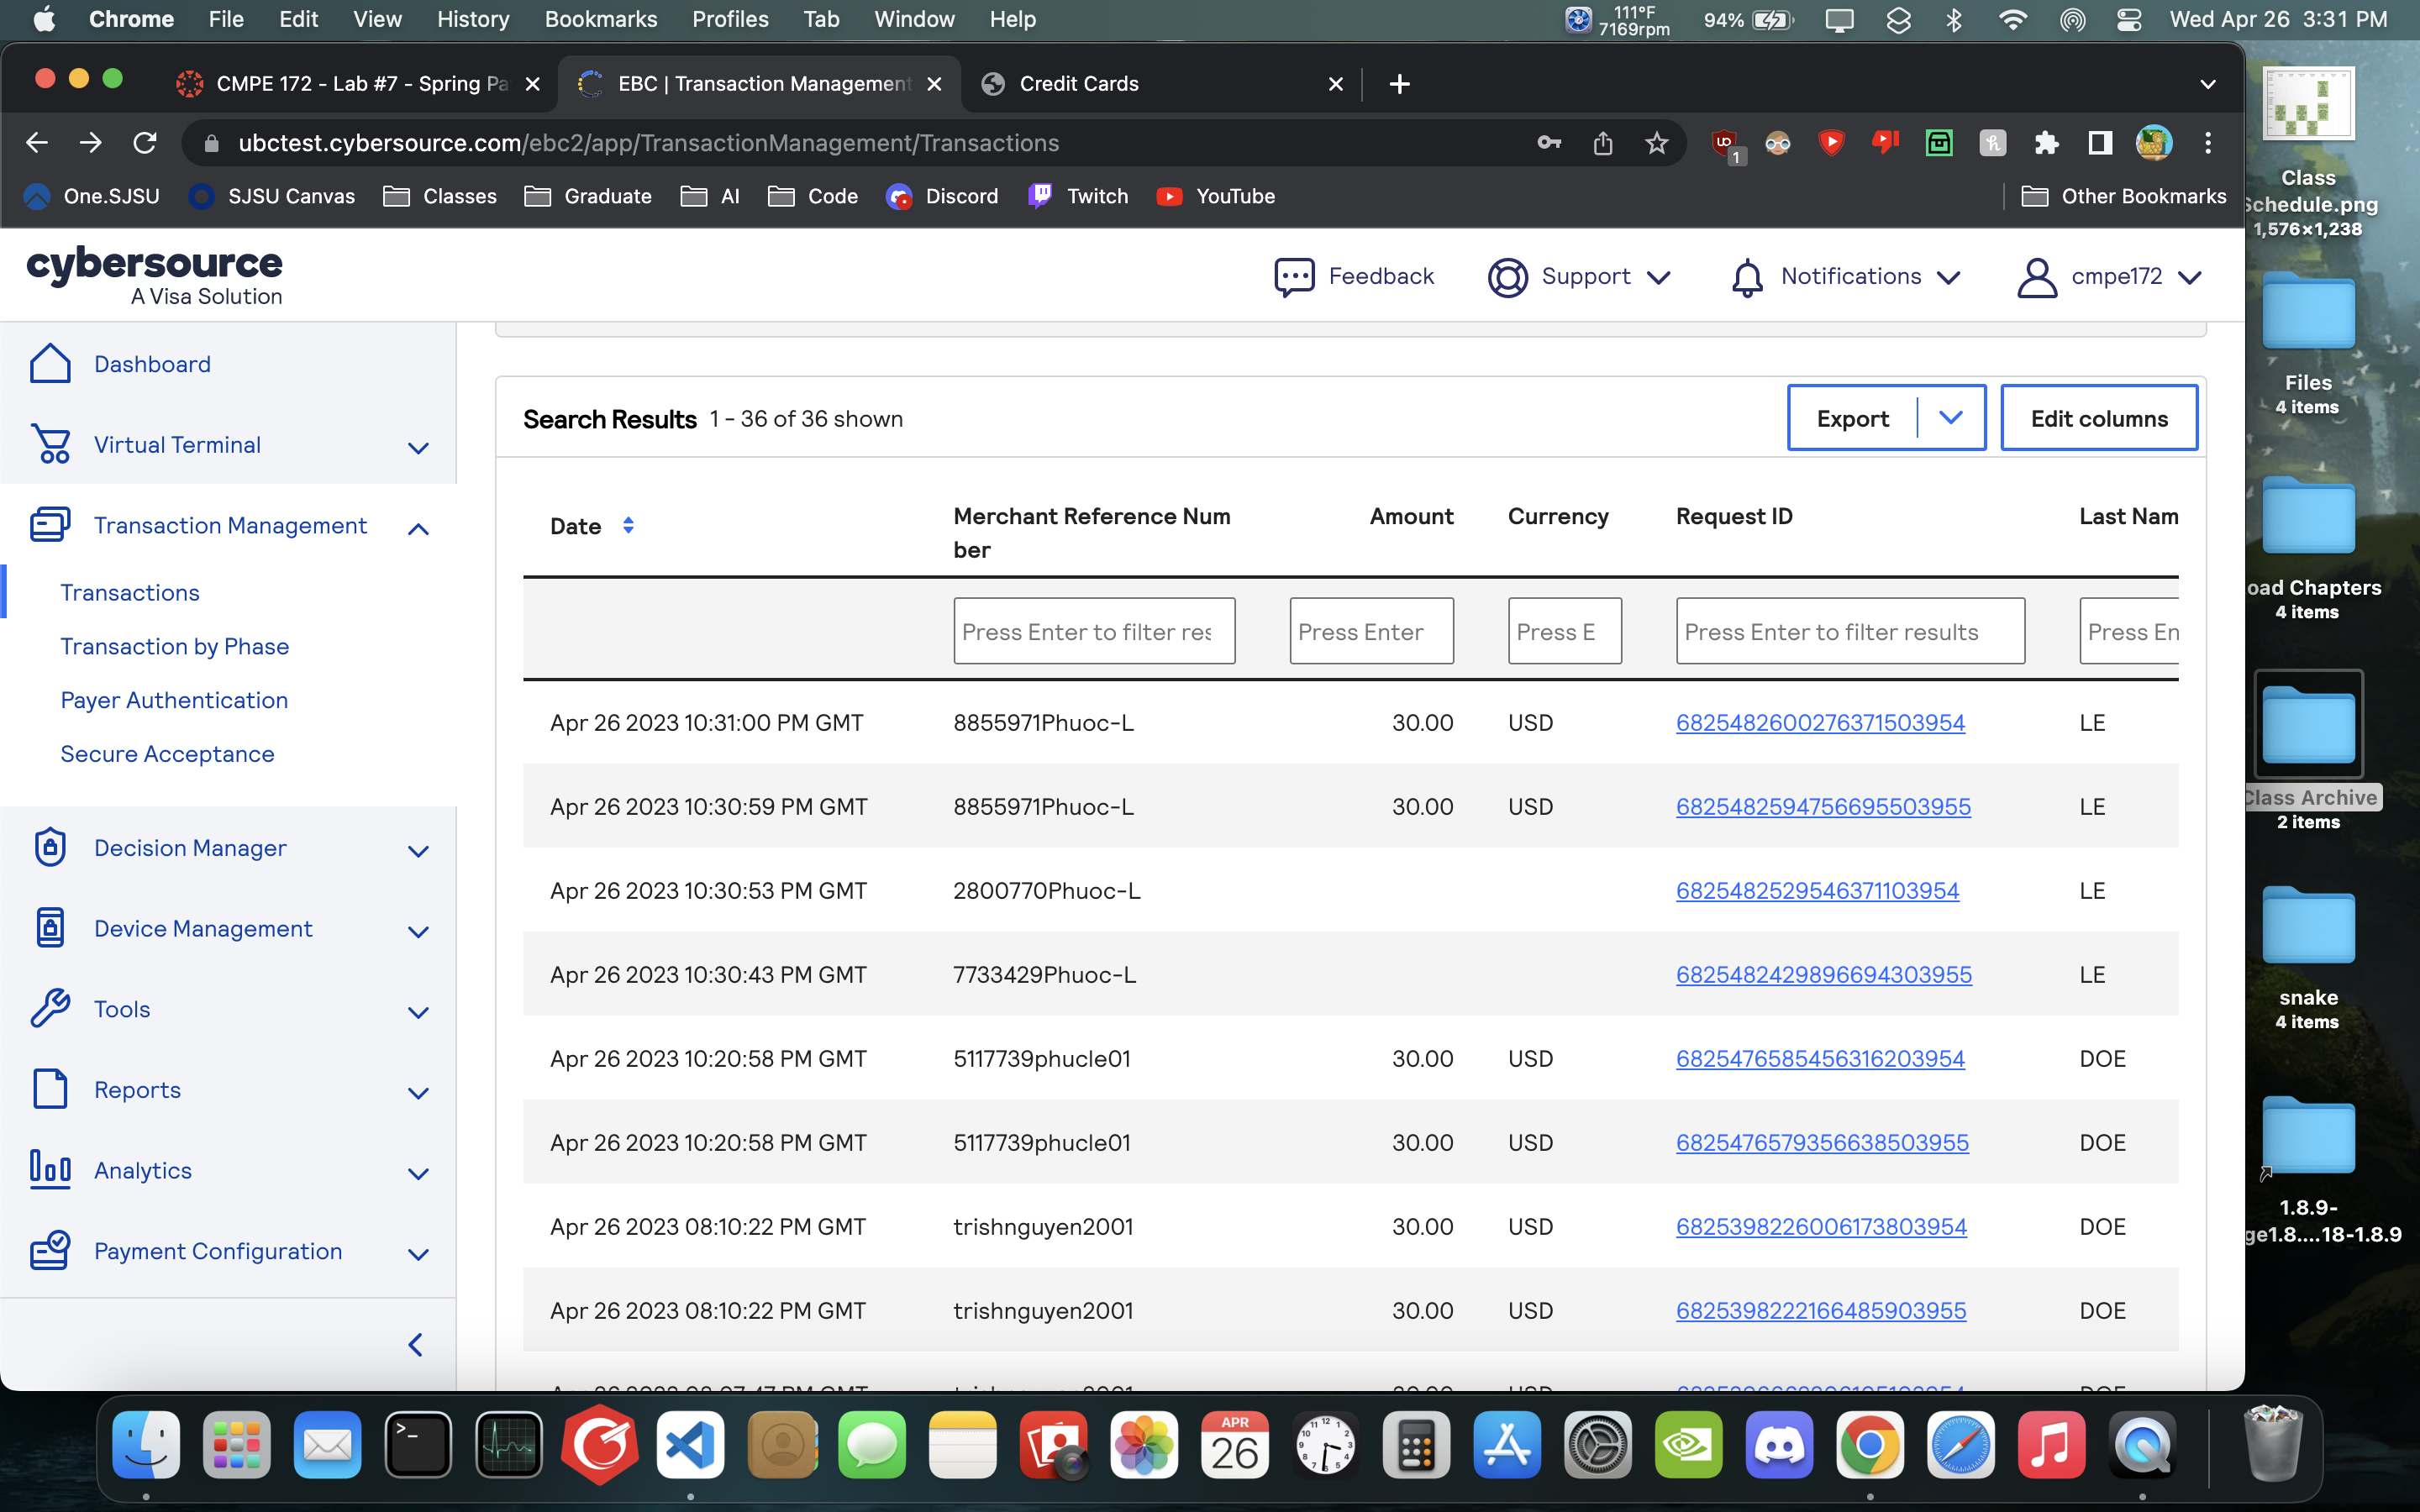 Chrome File Edit View History Bookmarks Profiles Tab Window Help 111°F 7169rpm 94% Wed Apr 26 3:31 PM
CMPE 172 - Lab #7 - Spring Pa EBC | Transaction Management Credit Cards
ubctest.cybersource.com/ebc2/app/TransactionManagement/Transactions 1
One.SJSU SJSU Canvas Classes Graduate AI Code Discord Twitch YouTube Other Bookmarks
cybersource
A Visa Solution
Feedback Support Notifications cmpe172
Dashboard
Virtual Terminal
Transaction Management
Transactions
Transaction by Phase
Payer Authentication
Secure Acceptance
Decision Manager
Device Management
Tools
Reports
Analytics
Payment Configuration
Search Results 1 - 36 of 36 shown Export Edit columns
Date Merchant Reference Num
ber Amount Currency Request ID Last Nam
Press Enter to filter res Press Enter Press E Press Enter to filter results Press En
Apr 26 2023 10:31:00 PM GMT 8855971Phuoc-L 30.00 USD 6825482600276371503954 LE
Apr 26 2023 10:30:59 PM GMT 8855971Phuoc-L 30.00 USD 6825482594756695503955 LE
Apr 26 2023 10:30:53 PM GMT 2800770Phuoc-L 6825482529546371103954 LE
Apr 26 2023 10:30:43 PM GMT 7733429Phuoc-L 6825482429896694303955 LE
Apr 26 2023 10:20:58 PM GMT 5117739phucle01 30.00 USD 6825476585456316203954 DOE
Apr 26 2023 10:20:58 PM GMT 5117739phucle01 30.00 USD 6825476579356638503955 DOE
Apr 26 2023 08:10:22 PM GMT trishnguyen2001 30.00 USD 6825398226006173803954 DOE
Apr 26 2023 08:10:22 PM GMT trishnguyen2001 30.00 USD 6825398222166485903955 DOE
Class
Schedule.png
1,576×1,238
Files
4 items
oad Chapters
4 items
Class Archive
2 items
snake
4 items
1.8.9-
ge1.8....18-1.8.9
APR
26